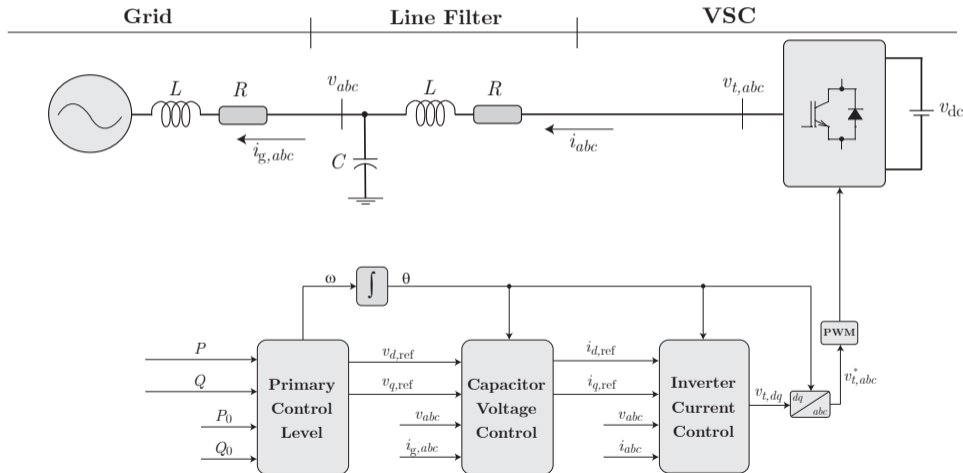 Grid
Line Filter
VSC
L
R
v_abc
L
R
v_t,abc
v_dc
i_g,abc
C
i_abc
ω
∫
θ
PWM
P
Q
P_0
Q_0
Primary
Control
Level
v_d,ref
v_q,ref
v_abc
i_g,abc
Capacitor
Voltage
Control
i_d,ref
i_q,ref
v_abc
i_abc
Inverter
Current
Control
v_t,dq
dq
abc
v*_t,abc